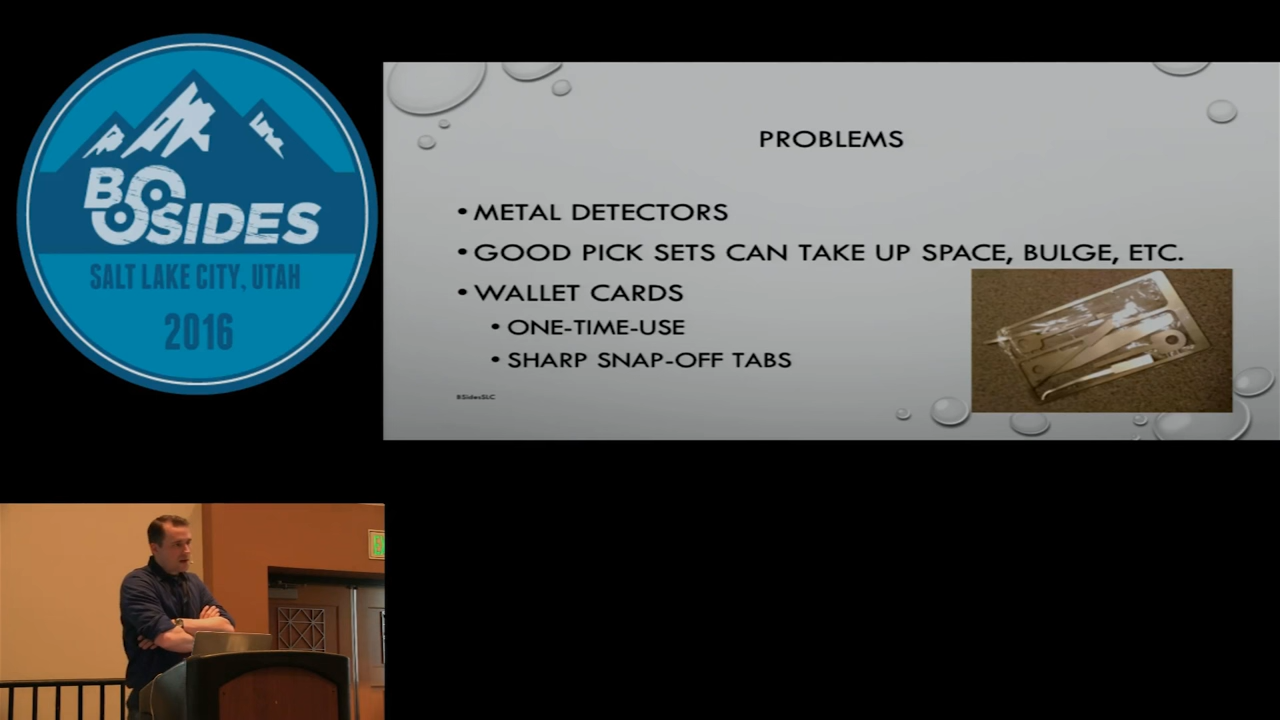 BSIDES
SALT LAKE CITY, UTAH
2016
PROBLEMS
• METAL DETECTORS
• GOOD PICK SETS CAN TAKE UP SPACE, BULGE, ETC.
• WALLET CARDS
• ONE-TIME-USE
• SHARP SNAP-OFF TABS
BSidesSLC